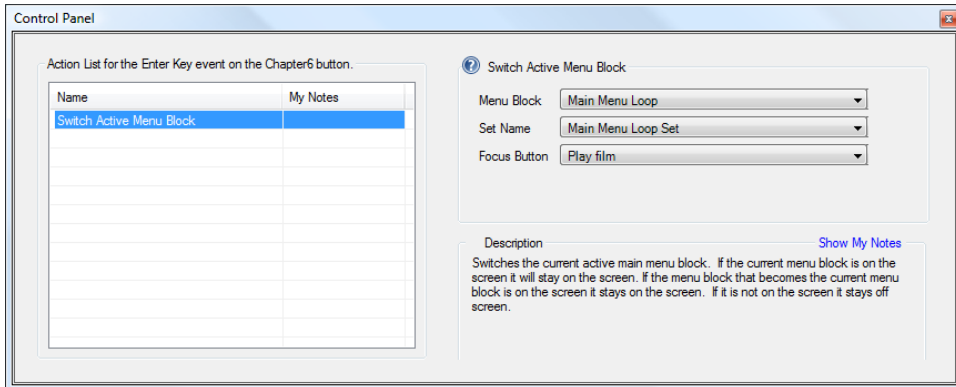 Control Panel
Action List for the Enter Key event on the Chapter6 button.
Name My Notes
Switch Active Menu Block
Switch Active Menu Block
Menu Block Main Menu Loop
Set Name Main Menu Loop Set
Focus Button Play film
Description Show My Notes
Switches the current active main menu block. If the current menu block is on the
screen it will stay on the screen. If the menu block that becomes the current menu
block is on the screen it stays on the screen. If it is not on the screen it stays off
screen.